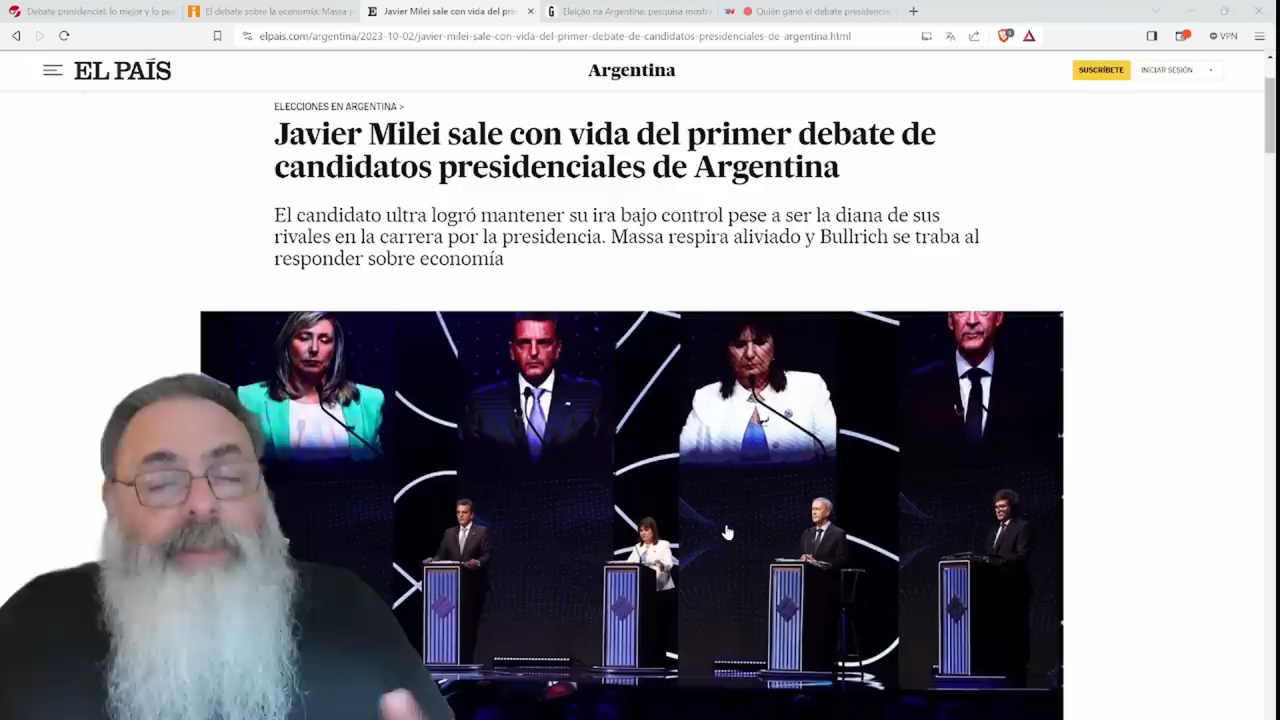 Debate presidencial: lo mejor y lo pe
El debate sobre la economía: Massa p
Javier Milei sale con vida del prime
Eleição na Argentina: pesquisa mostr
Quién ganó el debate presidencia
elpais.com/argentina/2023-10-02/javier-milei-sale-con-vida-del-primer-debate-de-candidatos-presidenciales-de-argentina.html
VPN
EL PAÍS
Argentina
SUSCRÍBETE
INICIAR SESIÓN
ELECCIONES EN ARGENTINA >
Javier Milei sale con vida del primer debate de
candidatos presidenciales de Argentina
El candidato ultra logró mantener su ira bajo control pese a ser la diana de sus
rivales en la carrera por la presidencia. Massa respira aliviado y Bullrich se traba al
responder sobre economía